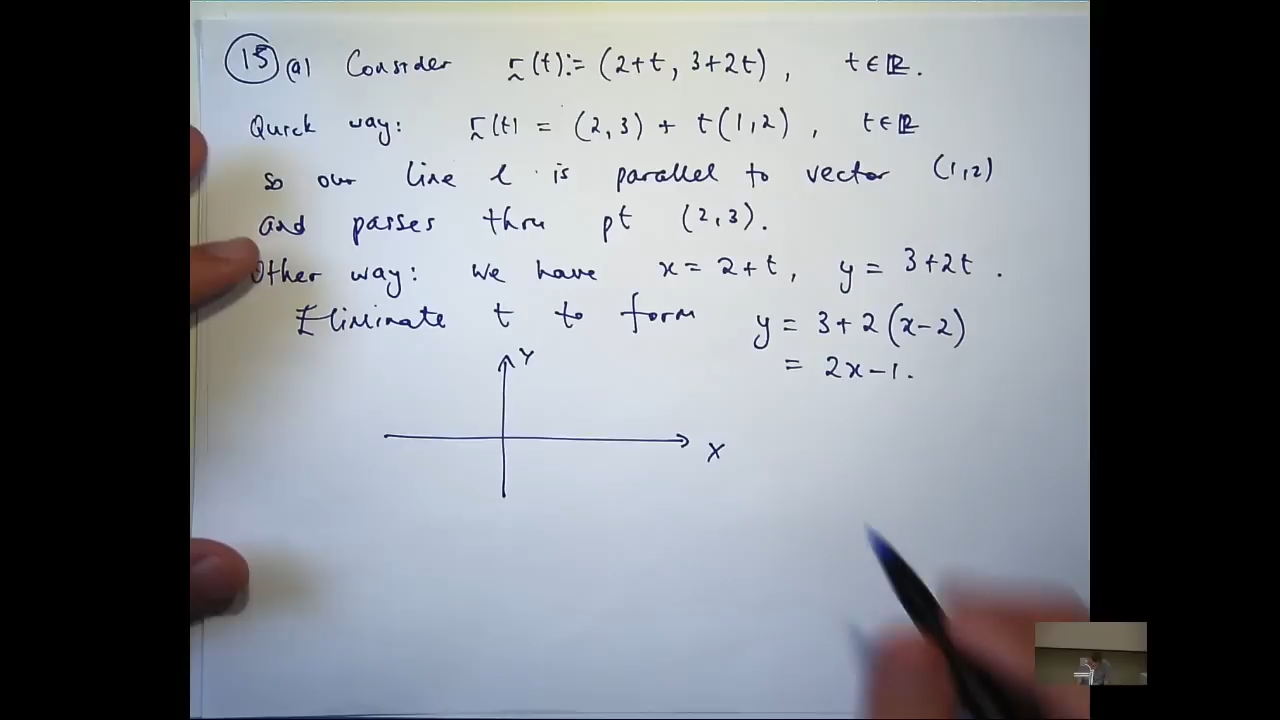 15 (a) Consider r(t):= (2+t, 3+2t), t∈ℝ.
Quick way: r(t) = (2,3) + t(1,2), t∈ℝ
so our line l is parallel to vector (1,2)
and passes thru pt (2,3).
Other way: we have x = 2+t, y = 3+2t.
Eliminate t to form y = 3+2(x-2)
= 2x-1.
Y
X